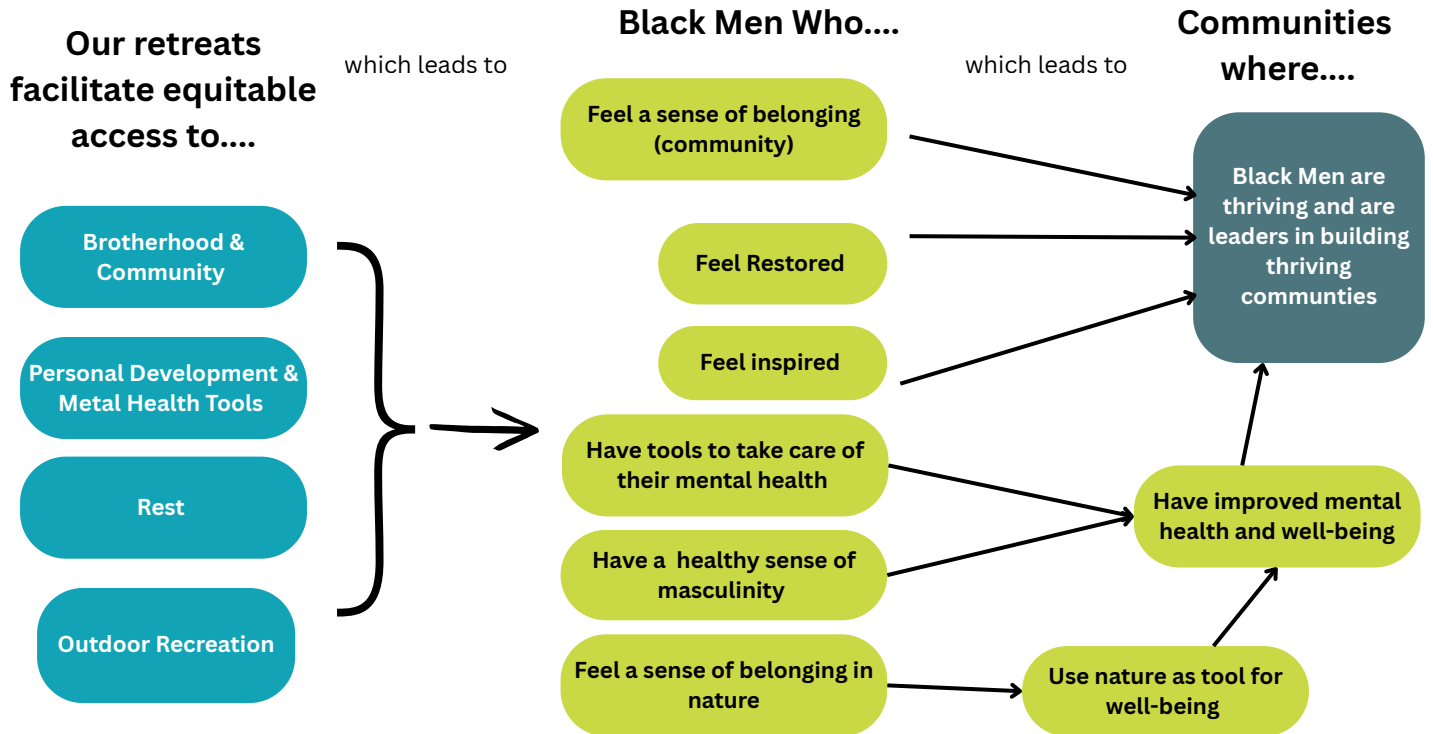 Our retreats
facilitate equitable
access to....
which leads to
Black Men Who....
which leads to
Communities
where....
Brotherhood &
Community
Personal Development &
Metal Health Tools
Rest
Outdoor Recreation
Feel a sense of belonging
(community)
Feel Restored
Feel inspired
Have tools to take care of
their mental health
Have a  healthy sense of
masculinity
Feel a sense of belonging in
nature
Black Men are
thriving and are
leaders in building
thriving
communties
Have improved mental
health and well-being
Use nature as tool for
well-being